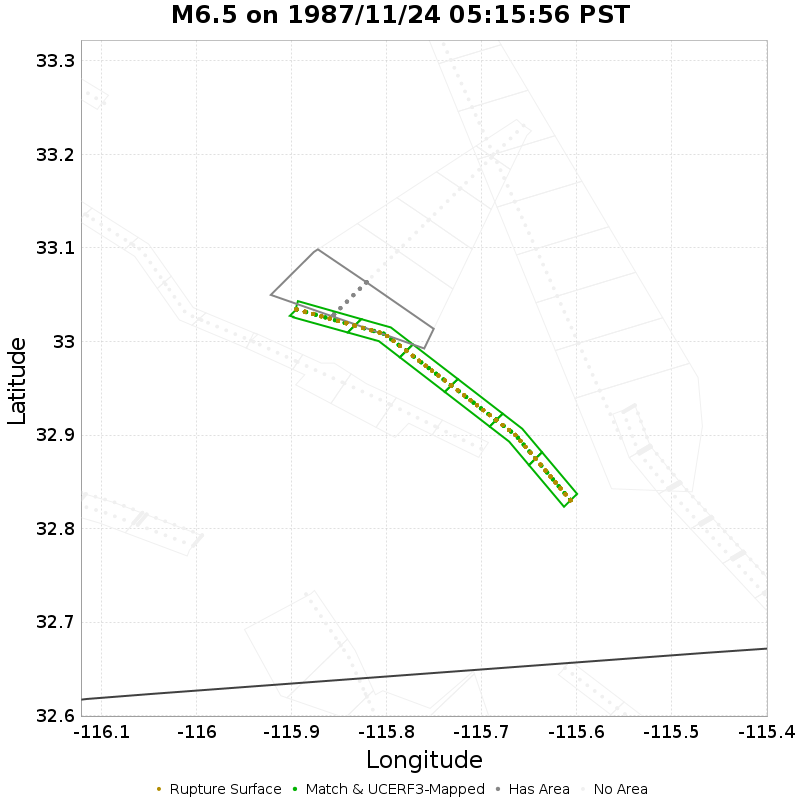 M6.5 on 1987/11/24 05:15:56 PST
33.3
33.2
33.1
33
32.9
32.8
32.7
32.6
Latitude
-116.1 -116 -115.9 -115.8 -115.7 -115.6 -115.5 -115.4
Longitude
Rupture Surface Match & UCERF3-Mapped Has Area No Area